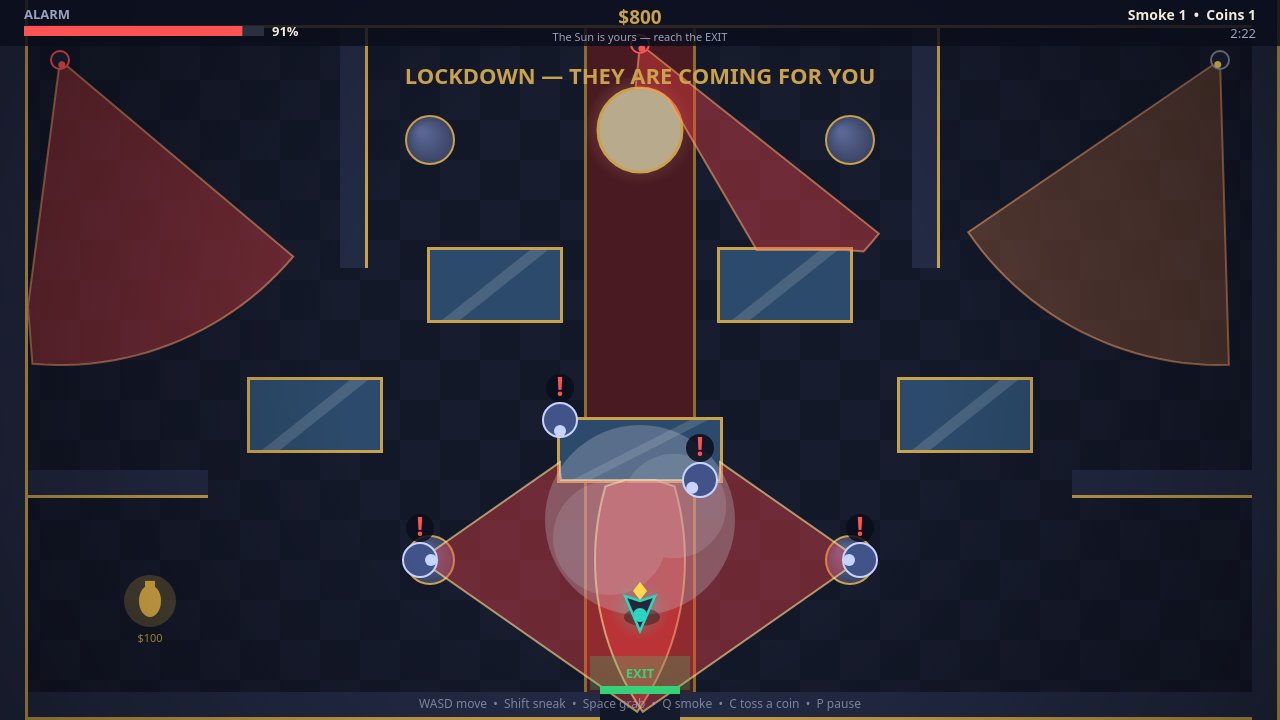 ALARM
91%
$800
The Sun is yours — reach the EXIT
Smoke 1 • Coins 1
2:22
LOCKDOWN — THEY ARE COMING FOR YOU
!
!
!
!
$100
EXIT
WASD move • Shift sneak • Space grab • Q smoke • C toss a coin • P pause